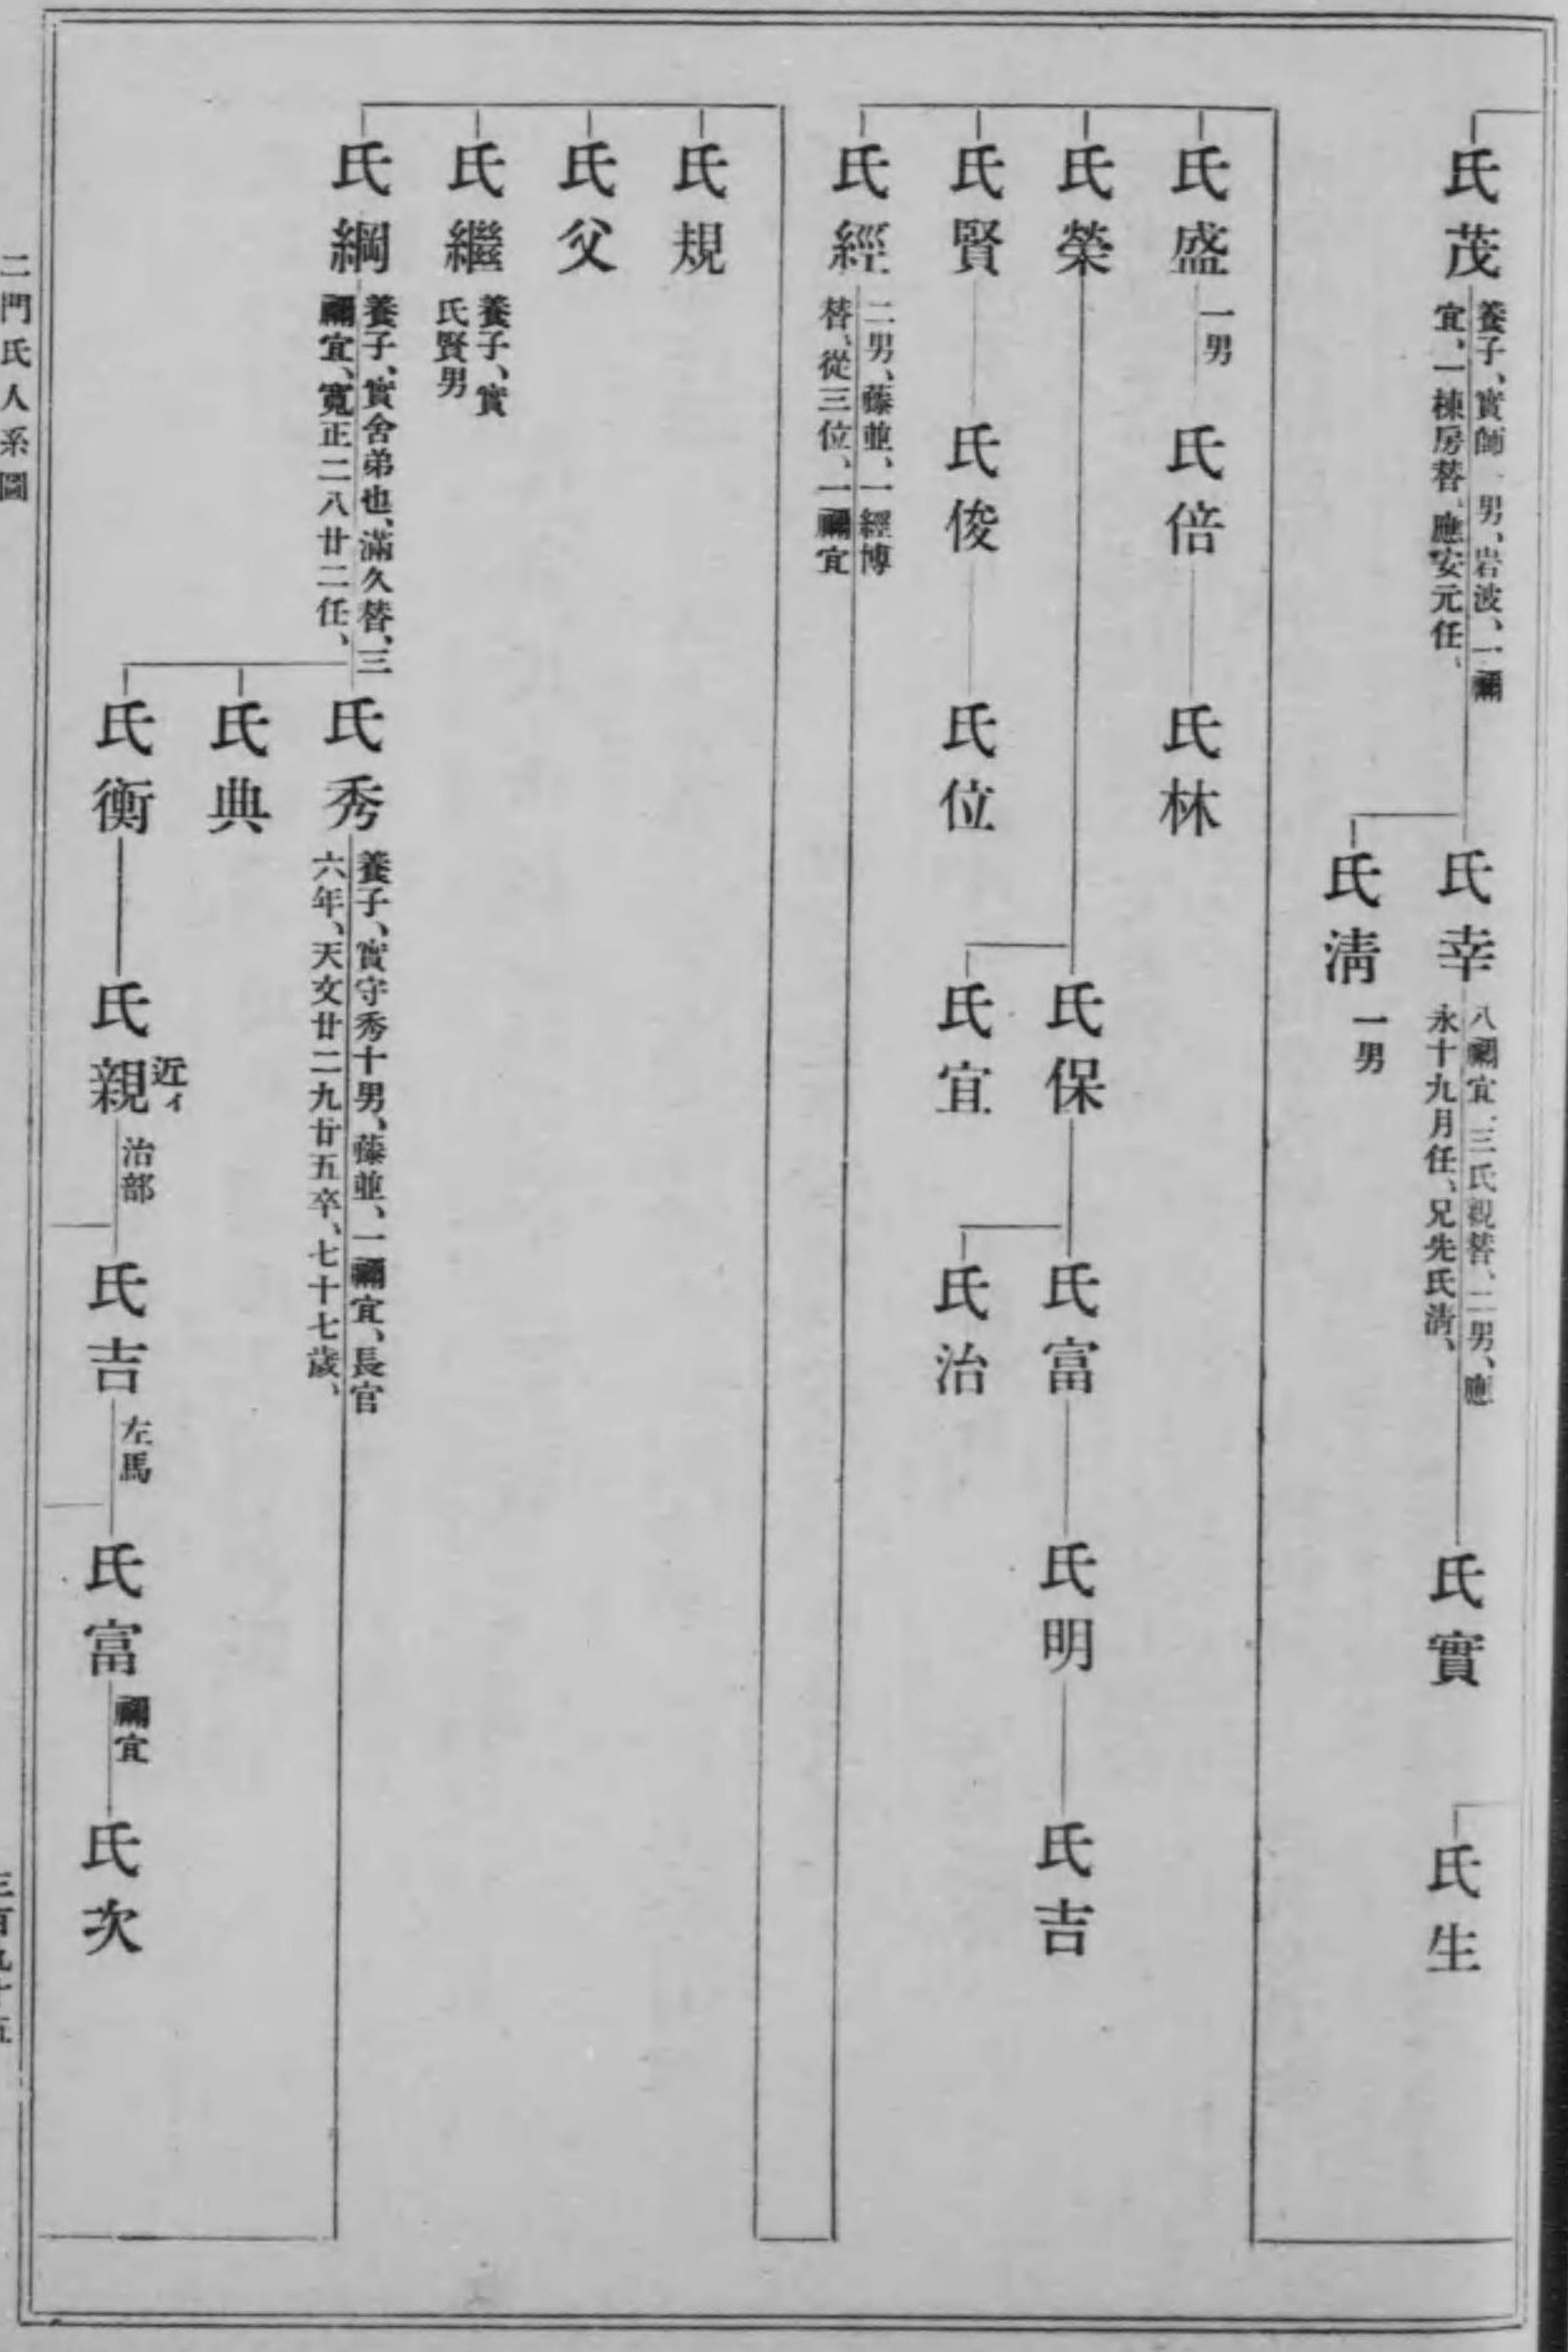 氏茂
養子、實師一男、岩波、一禰
宜、一棟房替、應安元任、
氏幸
八禰宜、三氏親替、二男、應
永十九月任、兄先氏淸、
氏實
氏淸
一男
氏生
氏盛
一男
氏倍
氏林
氏榮
氏保
氏富
氏明
氏吉
氏宜
氏治
氏賢
氏俊
氏位
氏經
二男、藤並、一經博
替、從三位、一禰宜
氏規
氏父
氏繼
養子、實
氏賢男
氏綱
養子、實舍弟也、滿久替、三
禰宜、寬正二八廿二任、
氏秀
養子、實守秀十男、藤並、一禰宜、長官
六年、天文廿二九廿五卒、七十七歲、
氏典
氏衡
氏親
近イ
治部
氏吉
左馬
氏富
禰宜
氏次
二門氏人系圖